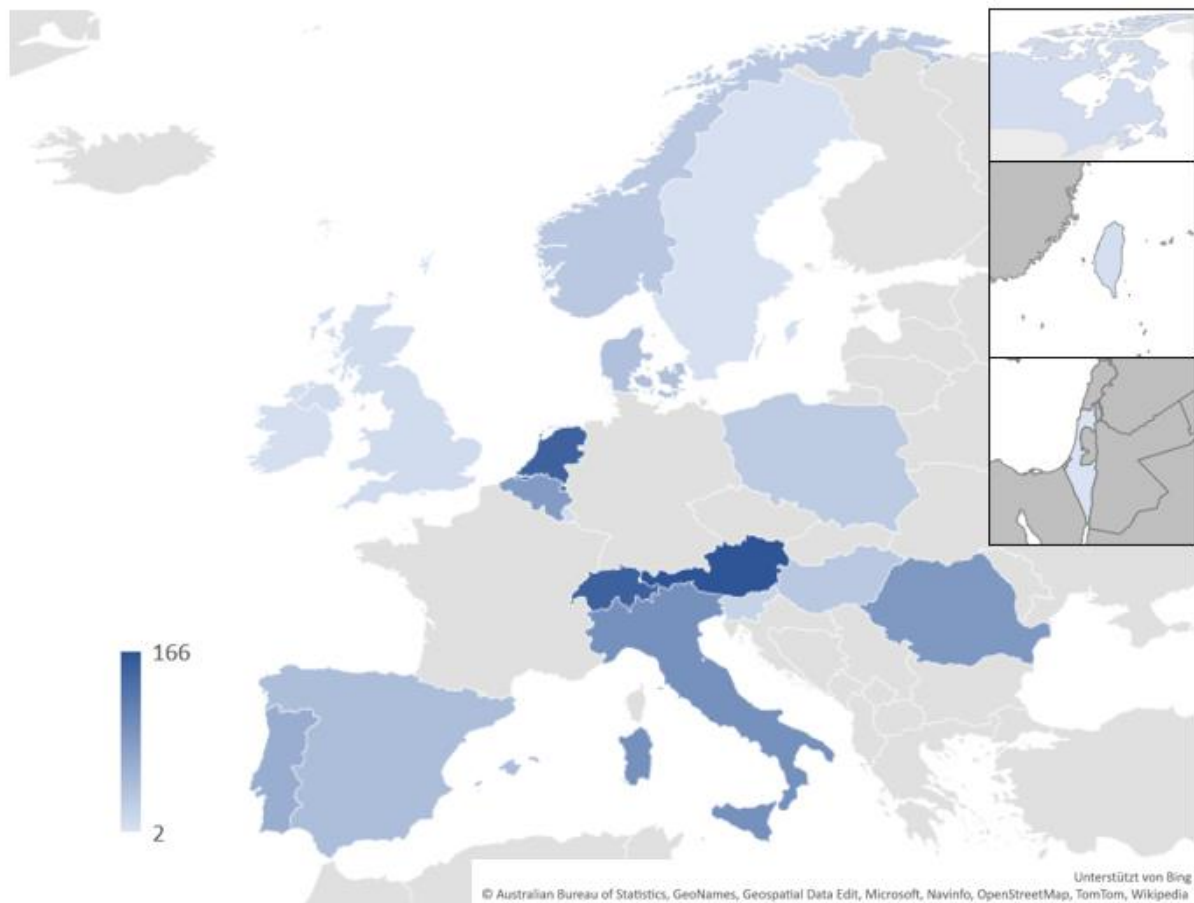 166
2
Unterstützt von Bing
© Australian Bureau of Statistics, GeoNames, Geospatial Data Edit, Microsoft, Navinfo, OpenStreetMap, TomTom, Wikipedia